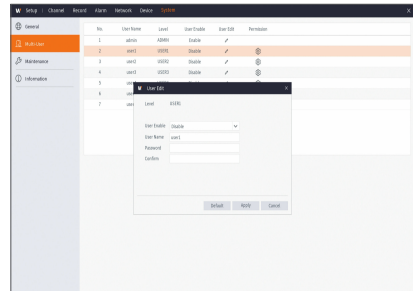 W Setup Channel Record Alarm Network Device System ×
General
Multi-user
Maintenance
Information
No. User Name Level User Enable User Edit Permission
1 admin ADMIN Enable
2 user1 USER1 Disable
3 user2 USER2 Disable
4 user3 USER3 Disable
5
6
7
W User Edit ×
Level USER1
User Enable Disable
User Name user1
Password
Confirm
Default Apply Cancel